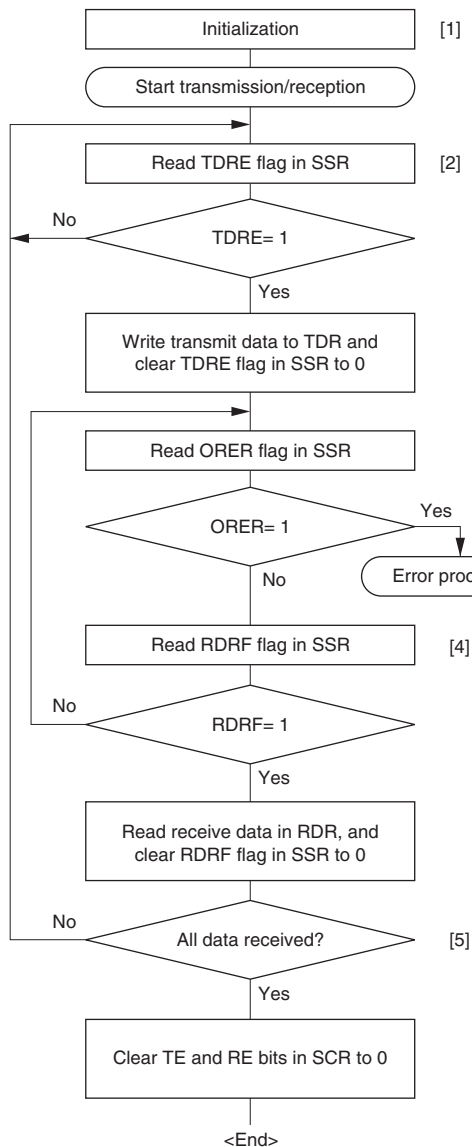 Initialization
[1]
Start transmission/reception
Read TDRE flag in SSR
[2]
No
TDRE= 1
Yes
Write transmit data to TDR and
clear TDRE flag in SSR to 0
Read ORER flag in SSR
Yes
ORER= 1
No
Error
Read RDRF flag in SSR
[4]
No
RDRF= 1
Yes
Read receive data in RDR, and
clear RDRF flag in SSR to 0
No
All data received?
[5]
Yes
Clear TE and RE bits in SCR to 0
<End>